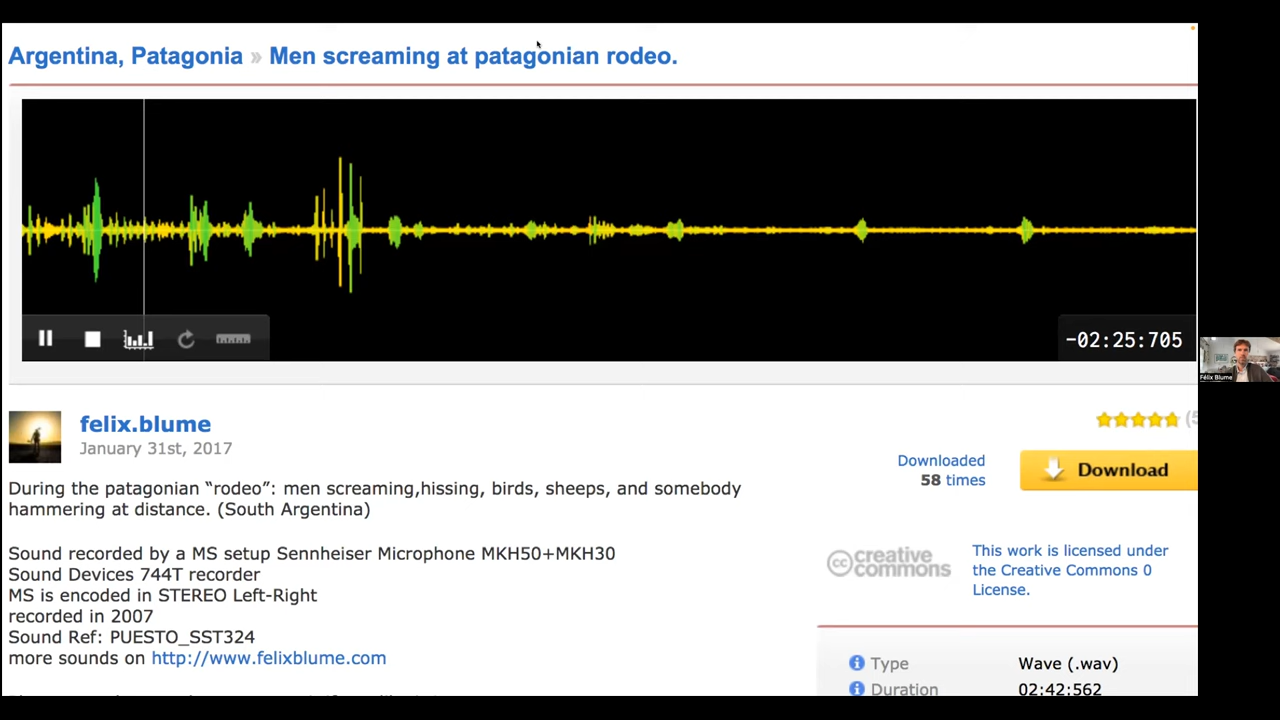 Argentina, Patagonia » Men screaming at patagonian rodeo.
-02:25:705
Félix Blume
felix.blume
January 31st, 2017
During the patagonian “rodeo”: men screaming,hissing, birds, sheeps, and somebody
hammering at distance. (South Argentina)
Sound recorded by a MS setup Sennheiser Microphone MKH50+MKH30
Sound Devices 744T recorder
MS is encoded in STEREO Left-Right
recorded in 2007
Sound Ref: PUESTO_SST324
more sounds on http://www.felixblume.com
Downloaded
58 times
Download
cc creative
commons
This work is licensed under
the Creative Commons 0
License.
Type Wave (.wav)
Duration 02:42:562